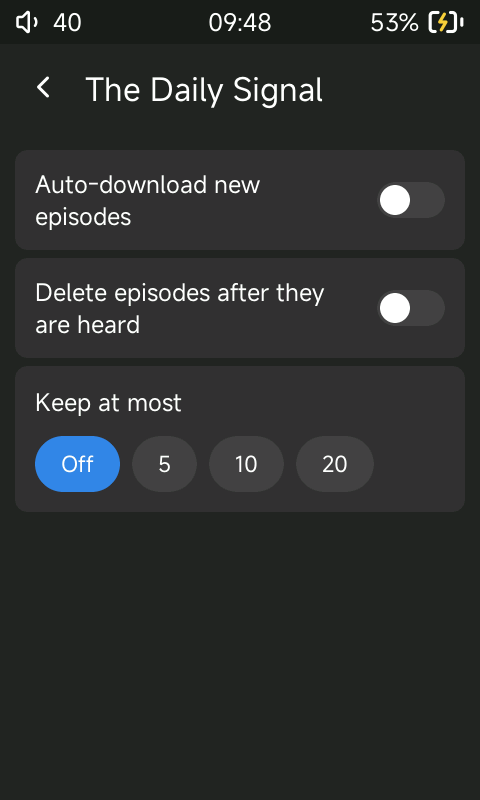 40
09:48
53%
The Daily Signal
Auto-download new
episodes
Delete episodes after they
are heard
Keep at most
Off
5
10
20